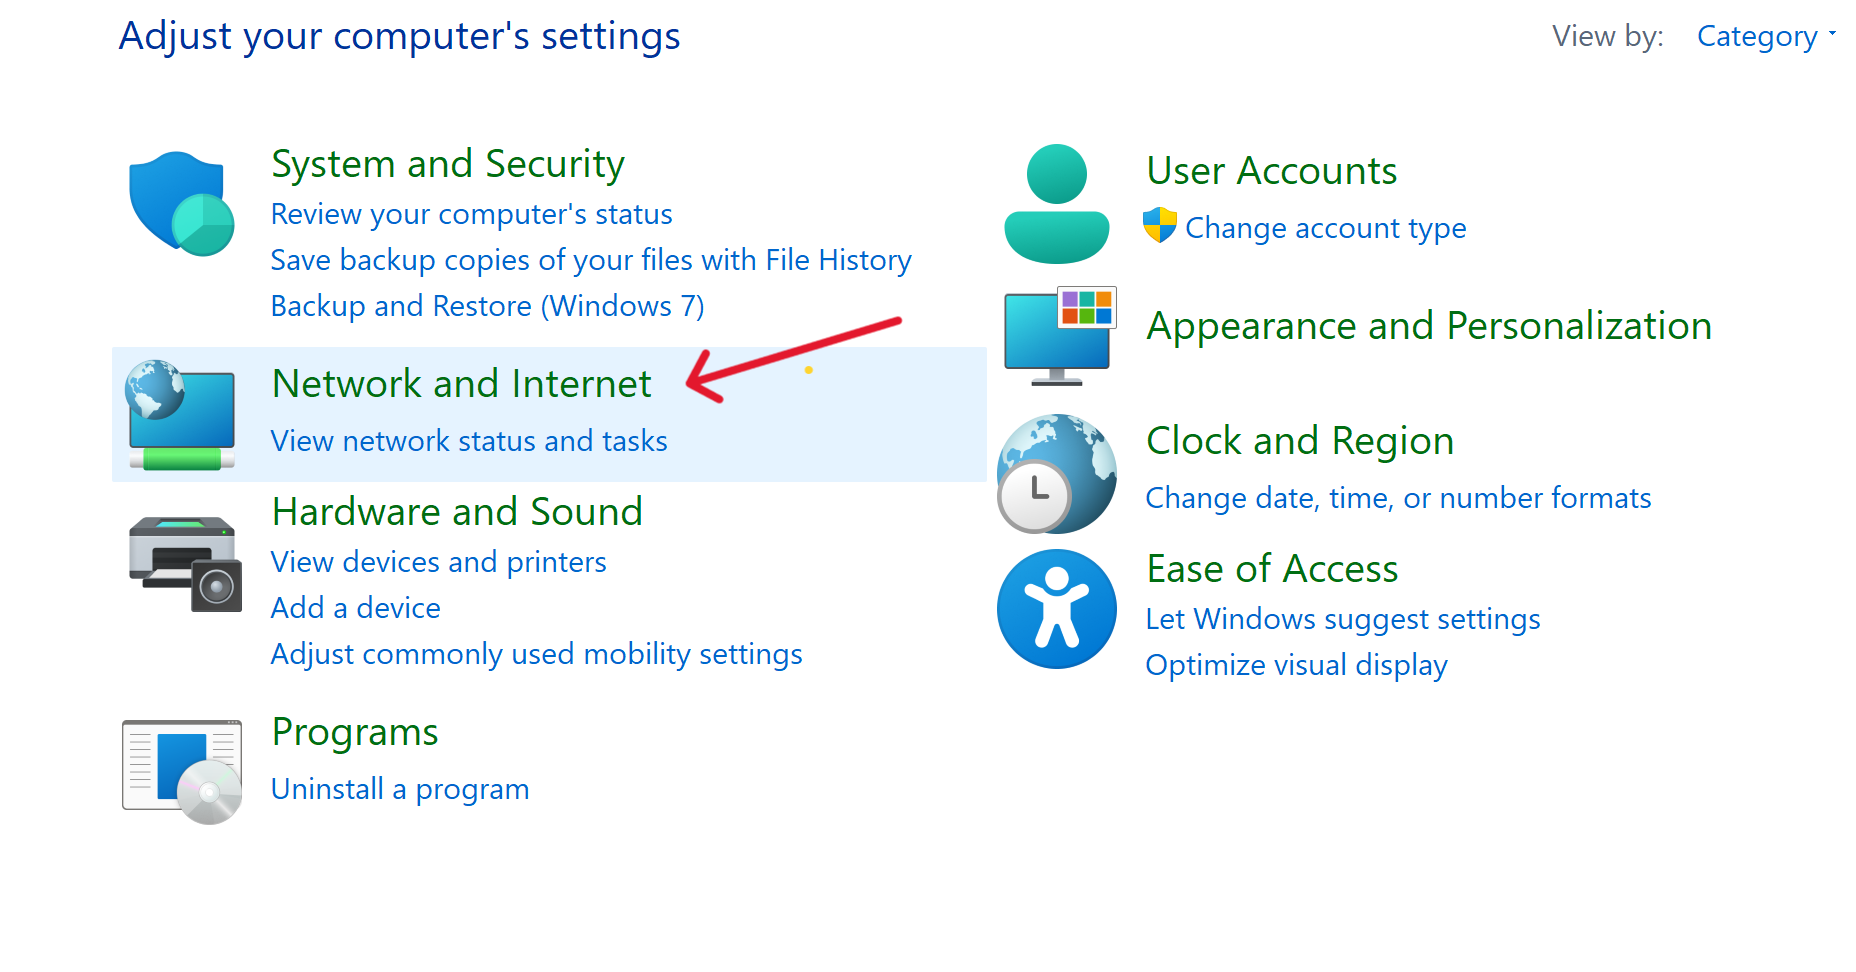 Adjust your computer's settings
View by: Category
System and Security
Review your computer's status
Save backup copies of your files with File History
Backup and Restore (Windows 7)
Network and Internet
View network status and tasks
Hardware and Sound
View devices and printers
Add a device
Adjust commonly used mobility settings
Programs
Uninstall a program
User Accounts
Change account type
Appearance and Personalization
Clock and Region
Change date, time, or number formats
Ease of Access
Let Windows suggest settings
Optimize visual display